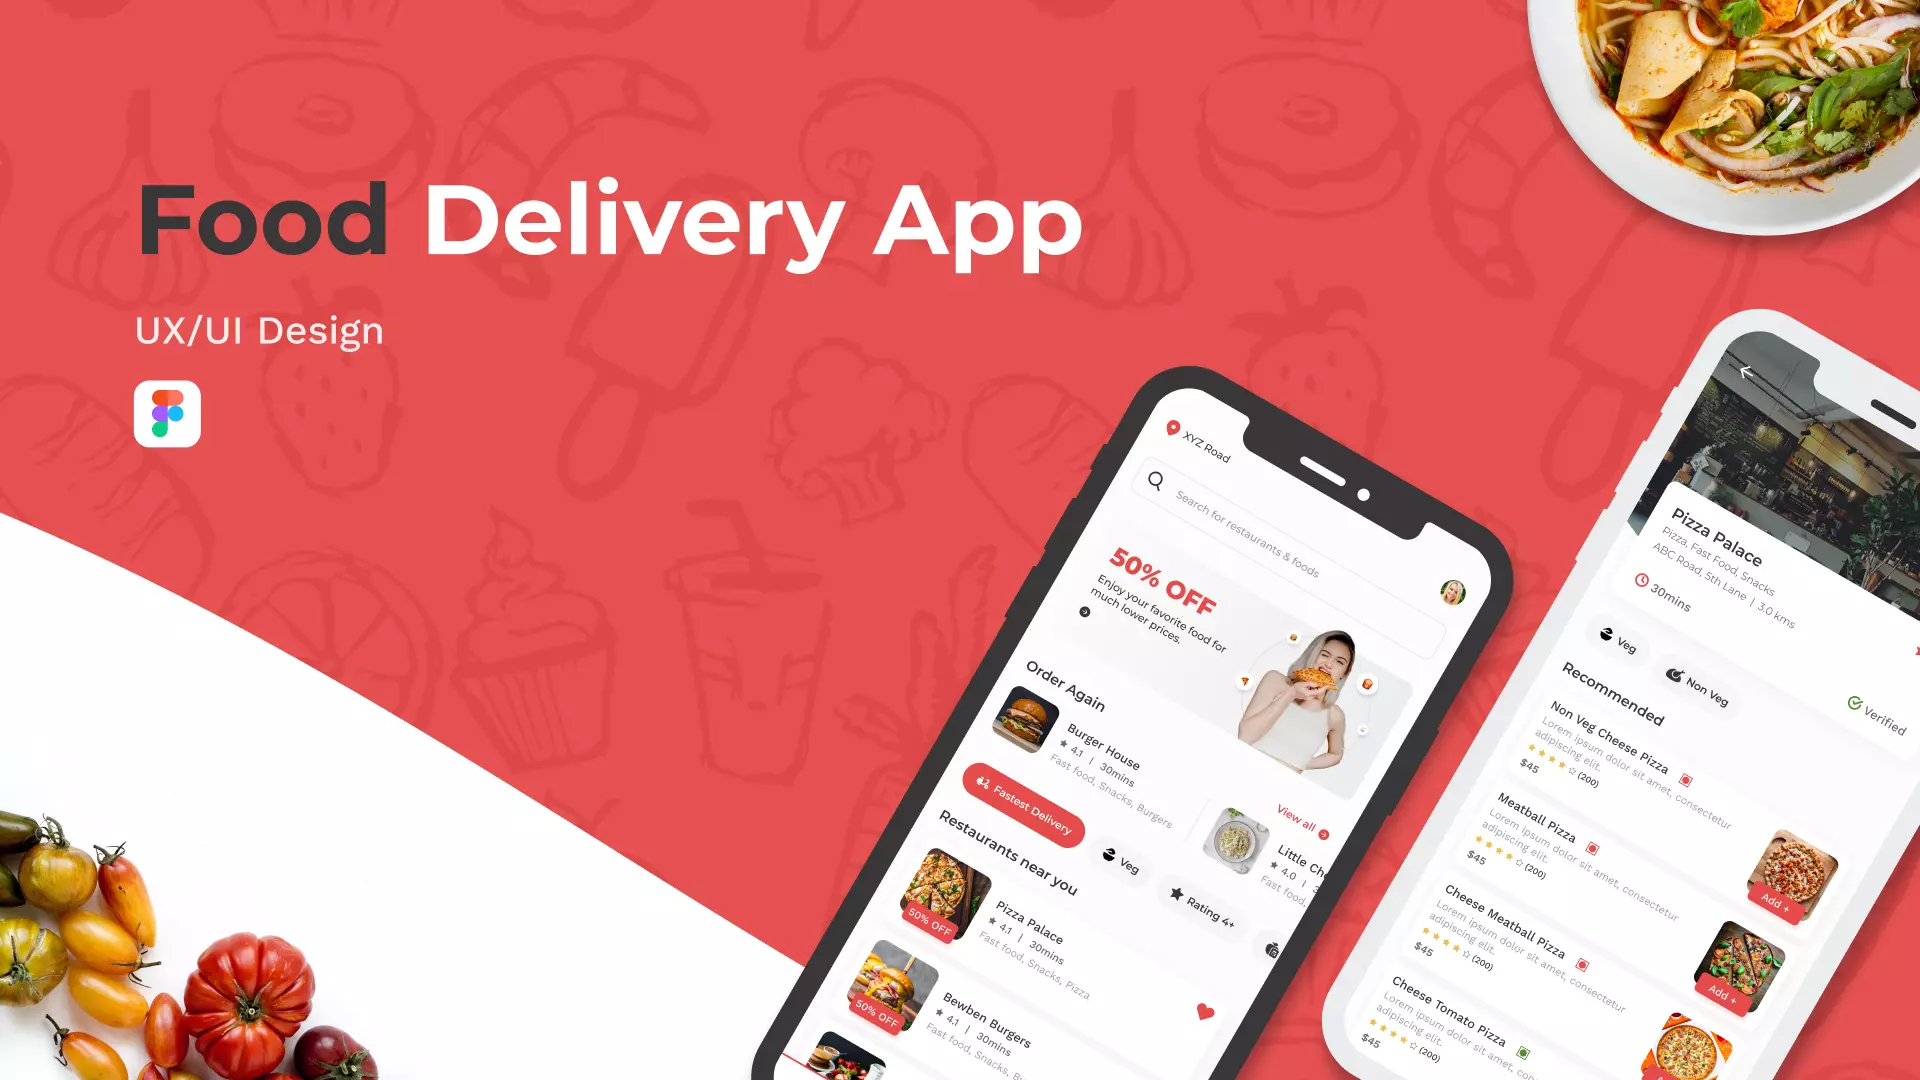 Food Delivery App
UX/UI Design
XYZ Road
Search for restaurants & foods
50% OFF
Enjoy your favorite food for
much lower prices.
Order Again
Burger House
4.1 | 30mins
Fast food, Snacks, Burgers
View all
Little Ch
4.0 | 3
Fast food,
Fastest Delivery
Veg
Rating 4+
Restaurants near you
50% OFF
Pizza Palace
4.1 | 30mins
Fast food, Snacks, Pizza
50% OFF
Bewben Burgers
4.1 | 30mins
Fast food, Snacks, B
Pizza Palace
Pizza, Fast Food, Snacks
ABC Road, 5th Lane | 3.0 kms
30mins
Verified
Veg
Non Veg
Recommended
Non Veg Cheese Pizza
Lorem ipsum dolor sit amet, consectetur
adipiscing elit.
(200)
$45
Add +
Meatball Pizza
Lorem ipsum dolor sit amet, consectetur
adipiscing elit.
(200)
$45
Add +
Cheese Meatball Pizza
Lorem ipsum dolor sit amet, consectetur
adipiscing elit.
(200)
$45
Cheese Tomato Pizza
Lorem ipsum dolor sit amet, con
adipiscing elit.
(200)
$45